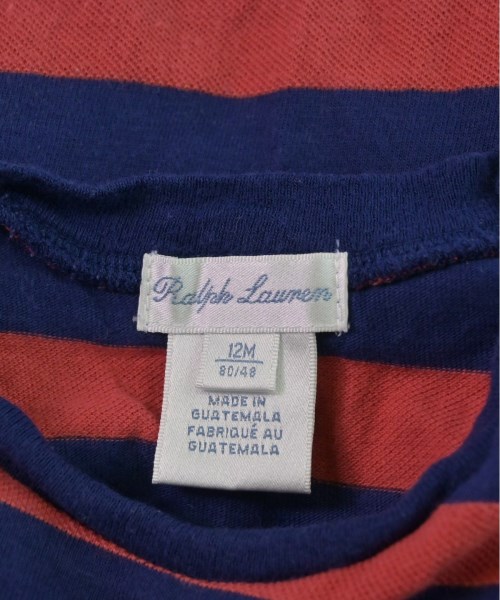 Ralph Lauren
12M
80/48
MADE IN
GUATEMALA
FABRIQUÉ AU
GUATEMALA